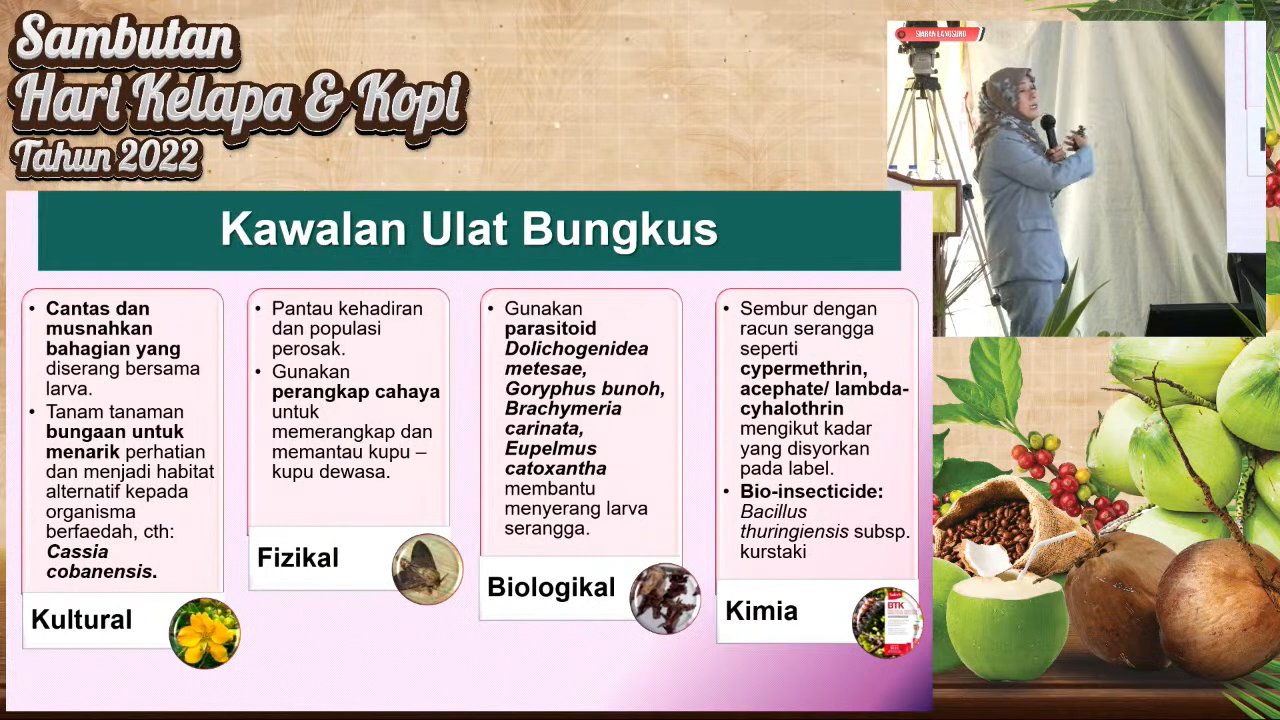 Sambutan
Hari Kelapa & Kopi
Tahun 2022
SIARAN LANGSUNG
Kawalan Ulat Bungkus
• Cantas dan
musnahkan
bahagian yang
diserang bersama
larva.
• Tanam tanaman
bungaan untuk
menarik perhatian
dan menjadi habitat
alternatif kepada
organisma
berfaedah, cth:
Cassia
cobanensis.
Kultural
• Pantau kehadiran
dan populasi
perosak.
• Gunakan
perangkap cahaya
untuk
memerangkap dan
memantau kupu –
kupu dewasa.
Fizikal
• Gunakan
parasitoid
Dolichogenidea
metesae,
Goryphus bunoh,
Brachymeria
carinata,
Eupelmus
catoxantha
membantu
menyerang larva
serangga.
Biologikal
• Sembur dengan
racun serangga
seperti
cypermethrin,
acephate/ lambda-
cyhalothrin
mengikut kadar
yang disyorkan
pada label.
• Bio-insecticide:
Bacillus
thuringiensis subsp.
kurstaki
Kimia
BTK